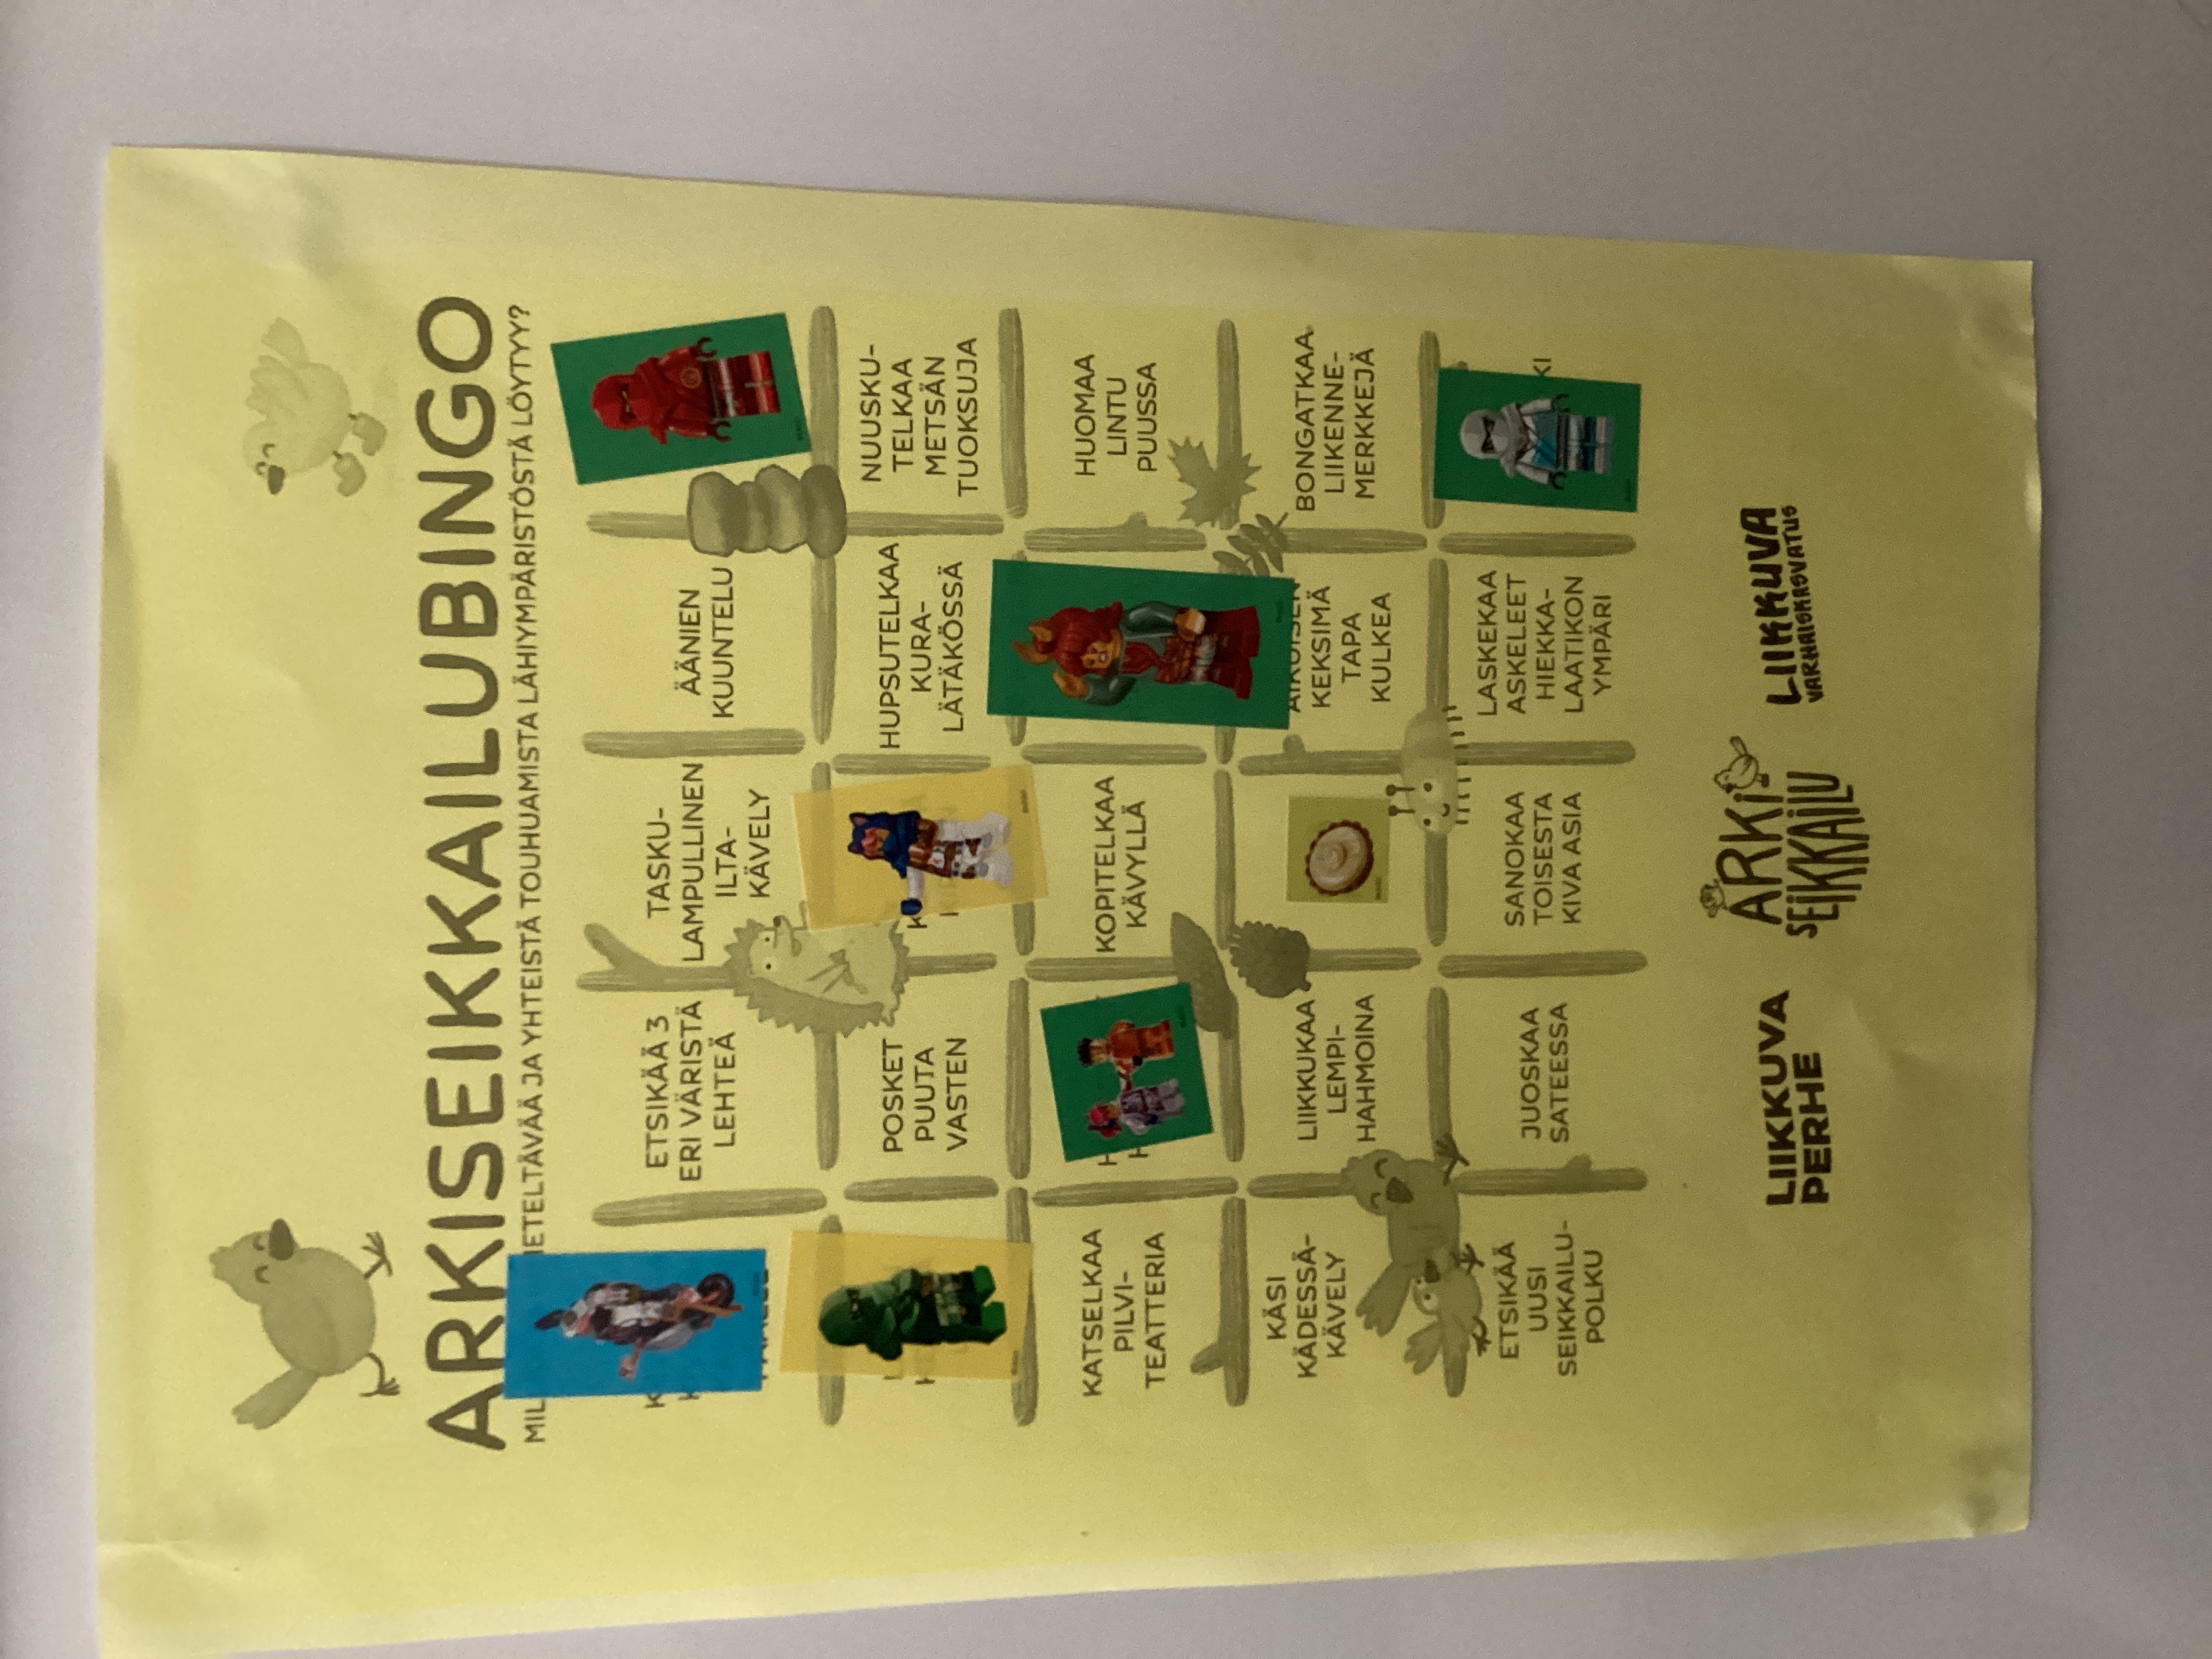 ARKISEIKKAILUBINGO
JA YHTEISTÄ TOUHUAMISTA LÄHIYMPÄRISTÖSTÄ LÖYTYY?
ETSIKÄÄ 3
ERI VÄRISTÄ
LEHTEÄ
TASKU-
LAMPULLINEN
ILTA-
KÄVELY
ÄÄNIEN
KUUNTELU
POSKET
PUUTA
VASTEN
HUPSUTELKAA
KURA-
LÄTÄKÖSSÄ
NUUSKU-
TELKAA
METSÄN
TUOKSUJA
KATSELKAA
PILVI-
TEATTERIA
KOPITELKAA
KÄVYLLÄ
HUOMAA
LINTU
PUUSSA
KÄSI
KÄDESSÄ-
KÄVELY
LIIKKUKAA
LEMPI-
HAHMOINA
KEKSIMÄ
TAPA
KULKEA
BONGATKAA
LIIKENNE-
MERKKEJÄ
ETSIKÄÄ
UUSI
SEIKKAILU-
POLKU
JUOSKAA
SATEESSA
SANOKAA
TOISESTA
KIVA ASIA
LASKEKAA
ASKELEET
HIEKKA-
LAATIKON
YMPÄRI
LIIKKUVA
PERHE
ARKI
SEIKKAILU
LIIKKUVA
VARHAISKASVATUS